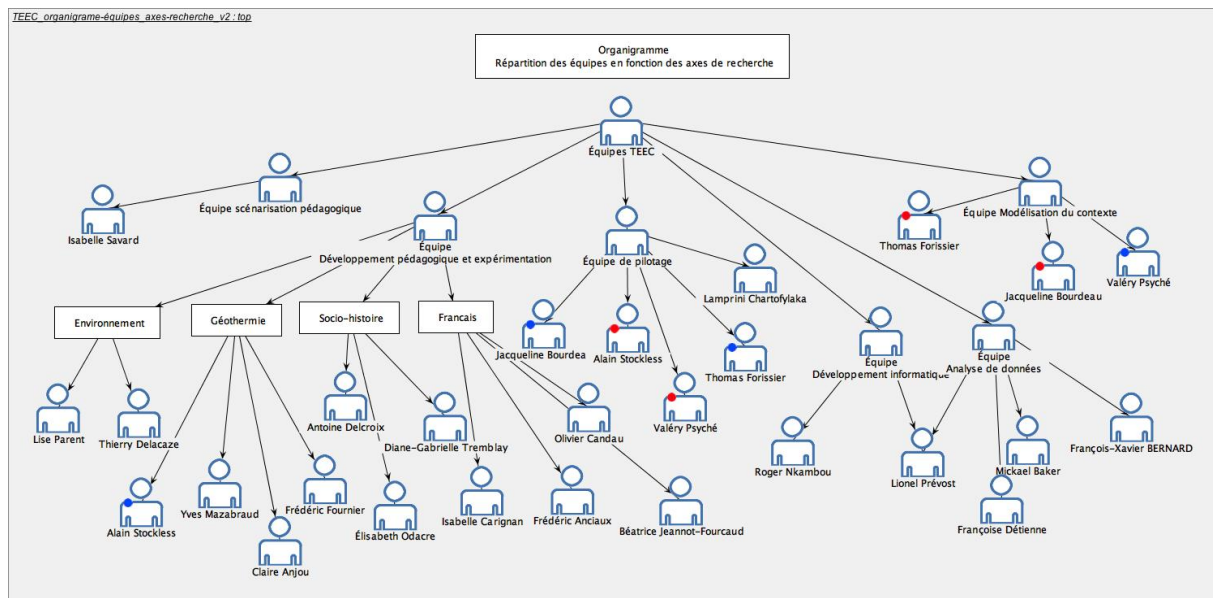 TEEC_organigrame-équipes_axes-recherche_v2 : top
Organigramme
Répartition des équipes en fonction des axes de recherche
Équipes TEEC
Équipe scénarisation pédagogique
Isabelle Savard
Équipe
Développement pédagogique et expérimentation
Équipe de pilotage
Thomas Forissier
Équipe Modélisation du contexte
Jacqueline Bourdeau
Valéry Psyché
Lamprini Chartofylaka
Environnement
Géothermie
Socio-histoire
Francais
Jacqueline Bourdea
Alain Stockless
Thomas Forissier
Équipe
Développement informatique
Équipe
Analyse de données
Lise Parent
Thierry Delacaze
Antoine Delcroix
Diane-Gabrielle Tremblay
Olivier Candau
Valéry Psyché
Roger Nkambou
Lionel Prévost
Mickael Baker
François-Xavier BERNARD
Alain Stockless
Yves Mazabraud
Frédéric Fournier
Claire Anjou
Élisabeth Odacre
Isabelle Carignan
Frédéric Anciaux
Béatrice Jeannot-Fourcaud
Françoise Détienne